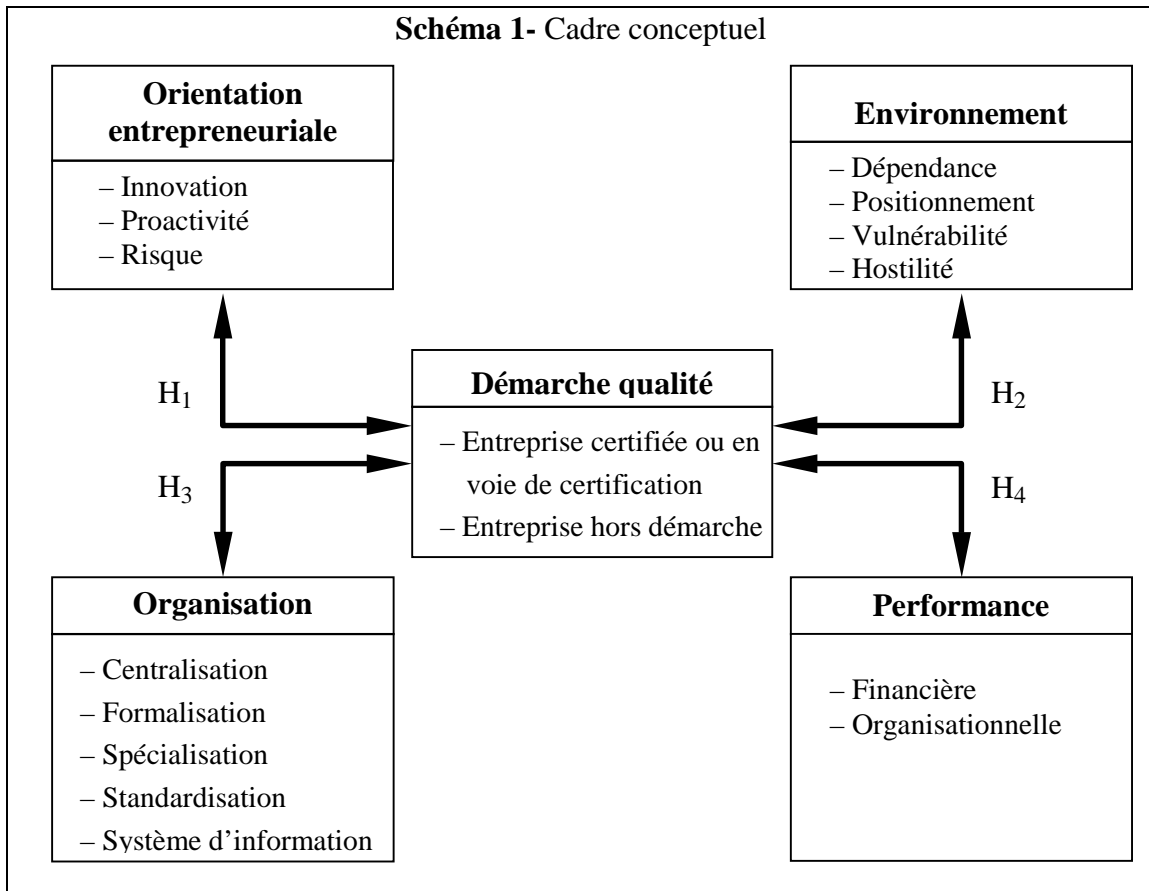 Schéma 1- Cadre conceptuel
Orientation
entrepreneuriale
– Innovation
– Proactivité
– Risque
Environnement
– Dépendance
– Positionnement
– Vulnérabilité
– Hostilité
H1
H2
Démarche qualité
– Entreprise certifiée ou en
voie de certification
– Entreprise hors démarche
H3
H4
Organisation
– Centralisation
– Formalisation
– Spécialisation
– Standardisation
– Système d’information
Performance
– Financière
– Organisationnelle